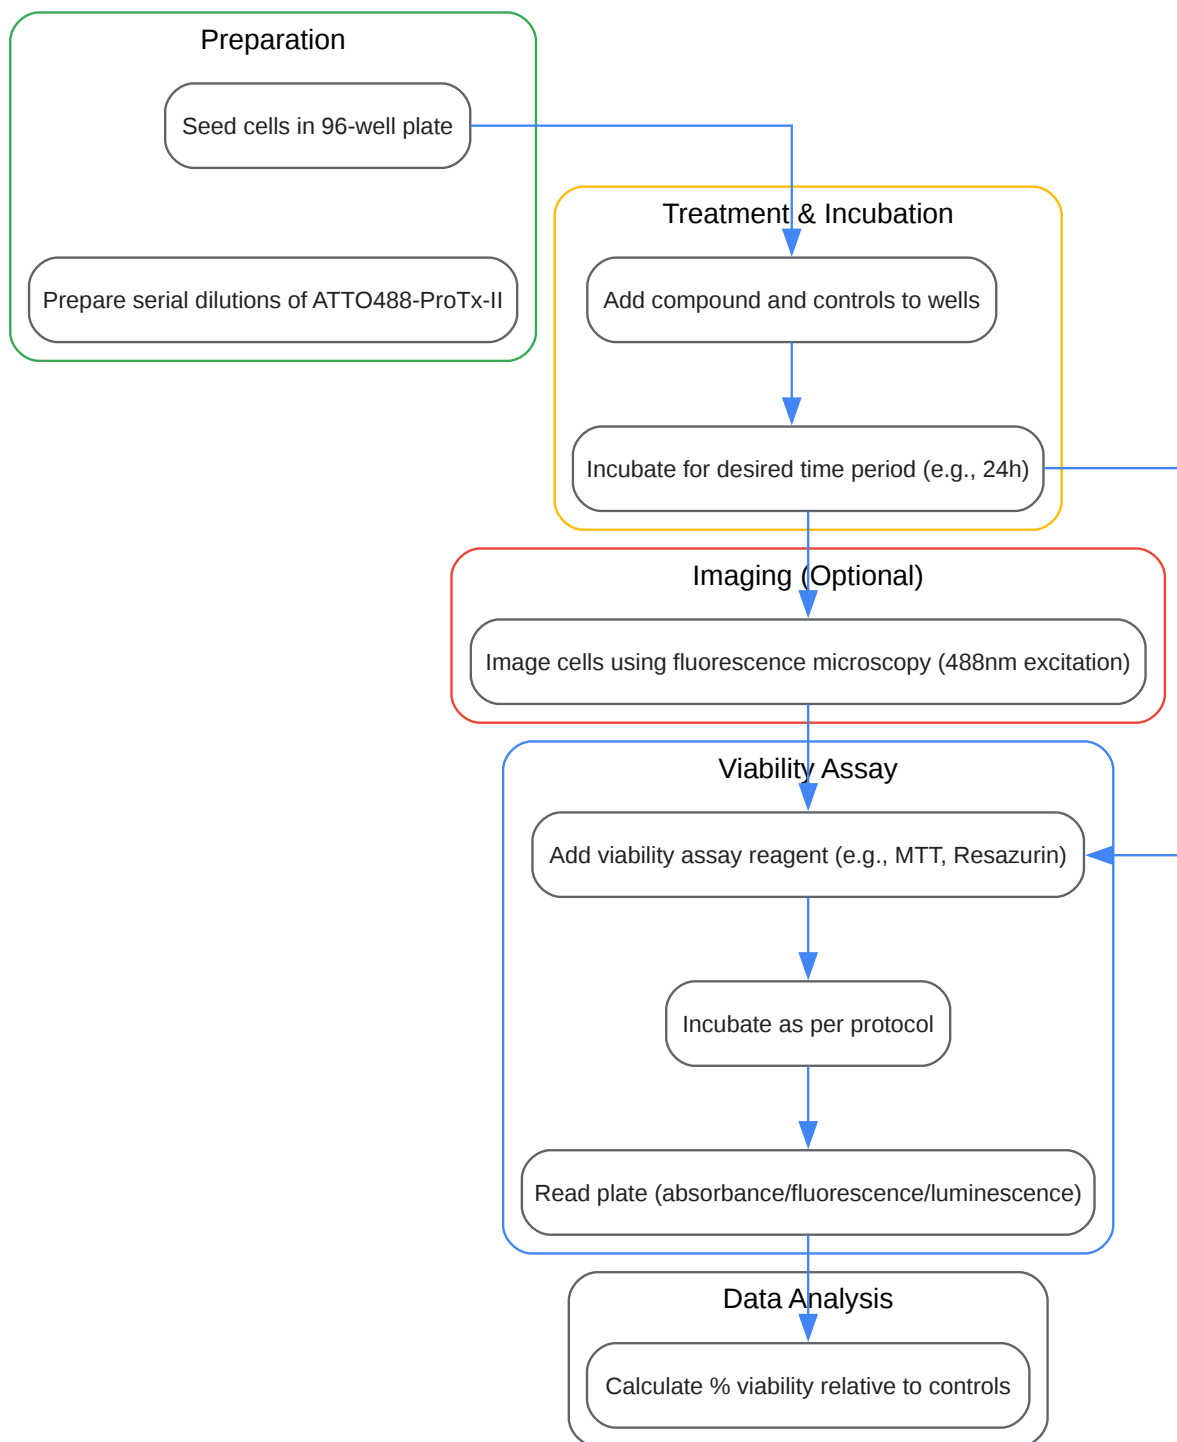 Preparation
Seed cells in 96-well plate
Prepare serial dilutions of ATTO488-ProTx-II
Treatment & Incubation
Add compound and controls to wells
Incubate for desired time period (e.g., 24h)
Imaging (Optional)
Image cells using fluorescence microscopy (488nm excitation)
Viability Assay
Add viability assay reagent (e.g., MTT, Resazurin)
Incubate as per protocol
Read plate (absorbance/fluorescence/luminescence)
Data Analysis
Calculate % viability relative to controls